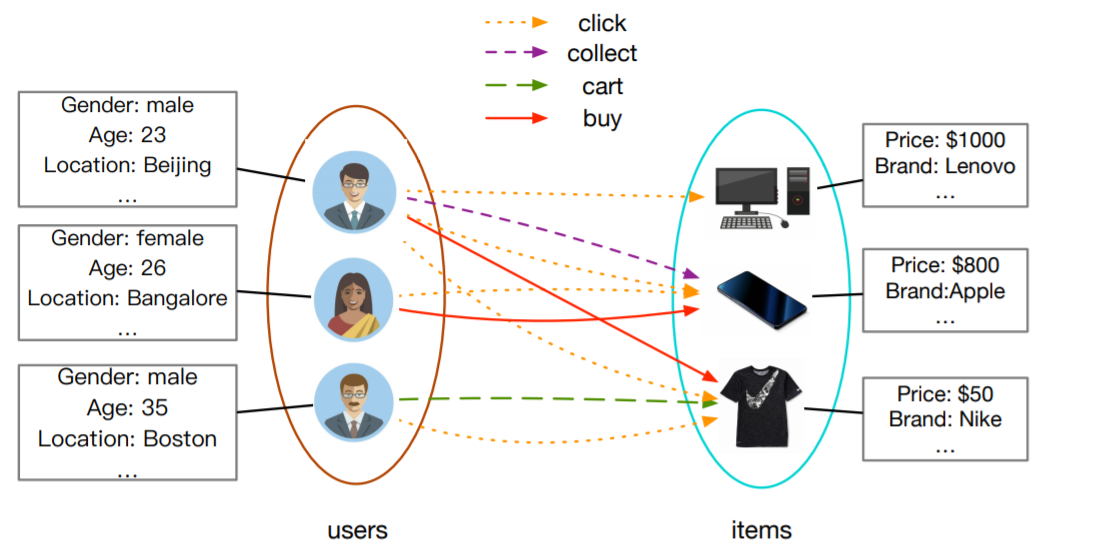 click
collect
cart
buy
Gender: male
Age: 23
Location: Beijing
...
Gender: female
Age: 26
Location: Bangalore
...
Gender: male
Age: 35
Location: Boston
...
Price: $1000
Brand: Lenovo
...
Price: $800
Brand:Apple
...
Price: $50
Brand: Nike
...
users
items